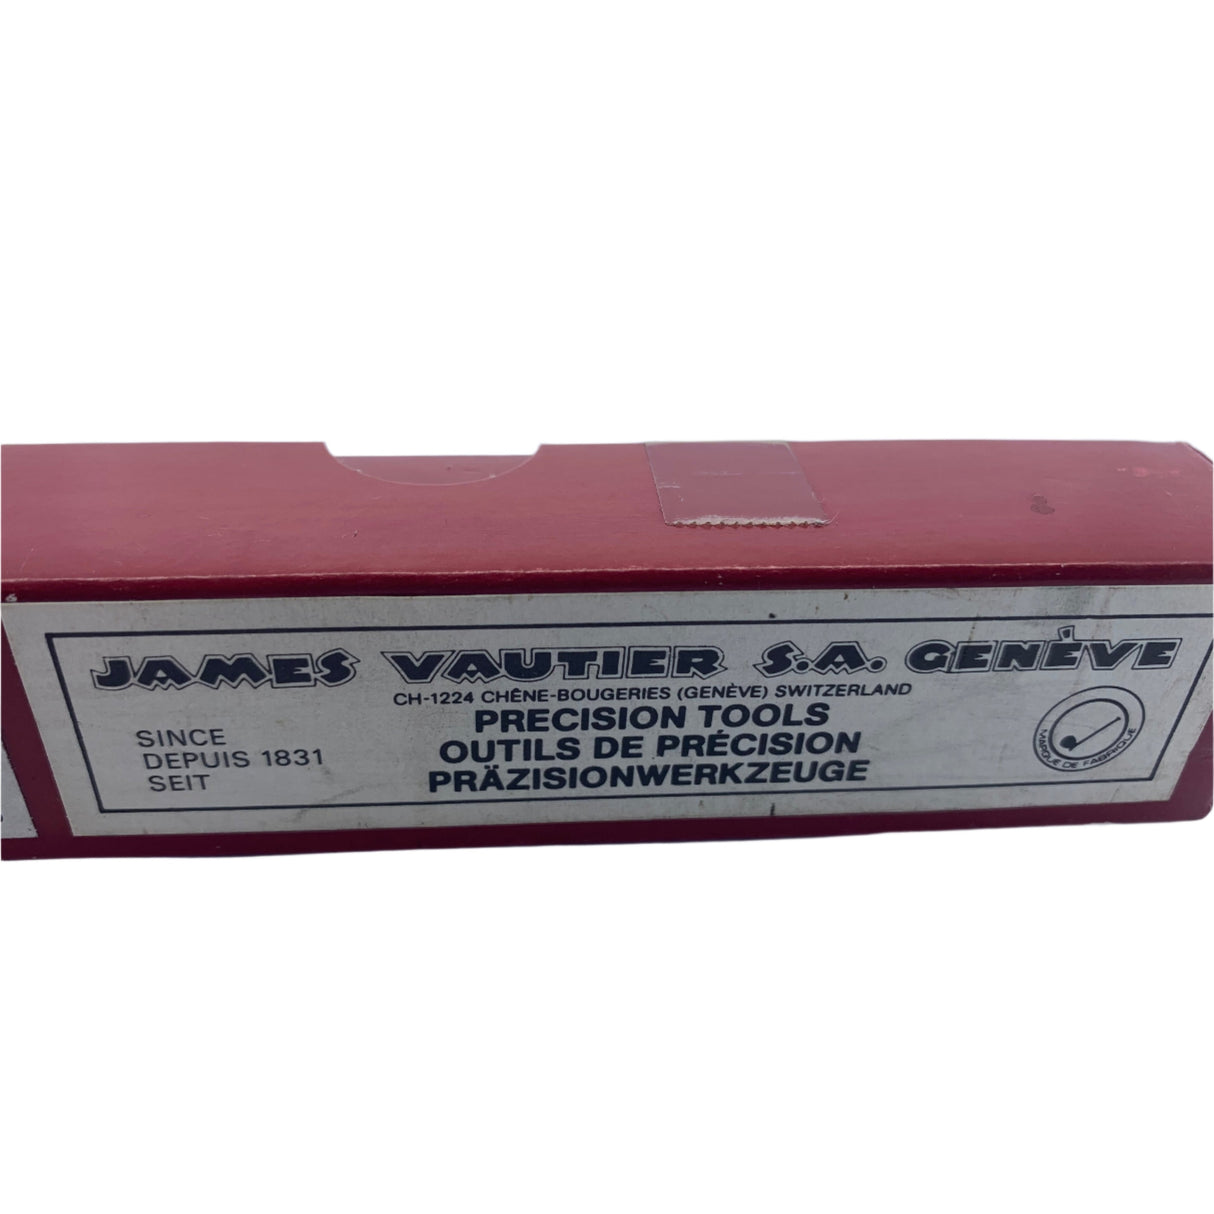 JAMES VAUTIER S.A. GENÈVE
CH-1224 CHÊNE-BOUGERIES (GENÈVE) SWITZERLAND
PRECISION TOOLS
OUTILS DE PRÉCISION
PRÄZISIONWERKZEUGE
SINCE
DEPUIS 1831
SEIT
MARQUE DE FABRIQUE